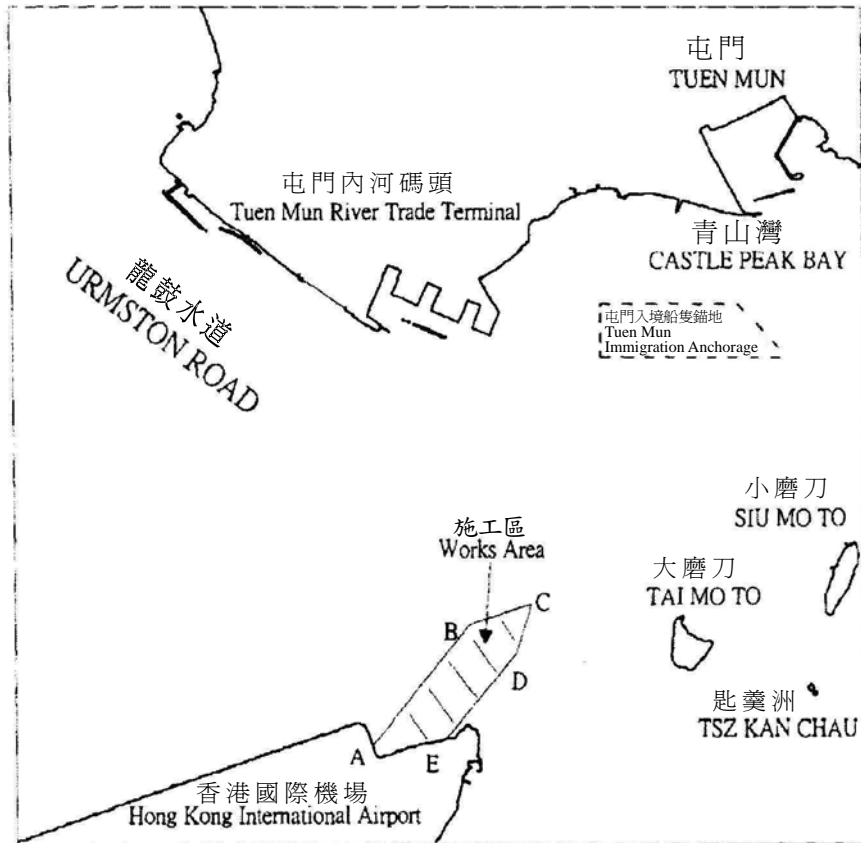 屯門
TUEN MUN
屯門內河碼頭
Tuen Mun River Trade Terminal
青山灣
CASTLE PEAK BAY
龍鼓水道
URMSTON ROAD
屯門入境船隻錨地
Tuen Mun
Immigration Anchorage
小磨刀
SIU MO TO
施工區
Works Area
大磨刀
TAI MO TO
C
B
D
匙羹洲
TSZ KAN CHAU
A
E
香港國際機場
Hong Kong International Airport